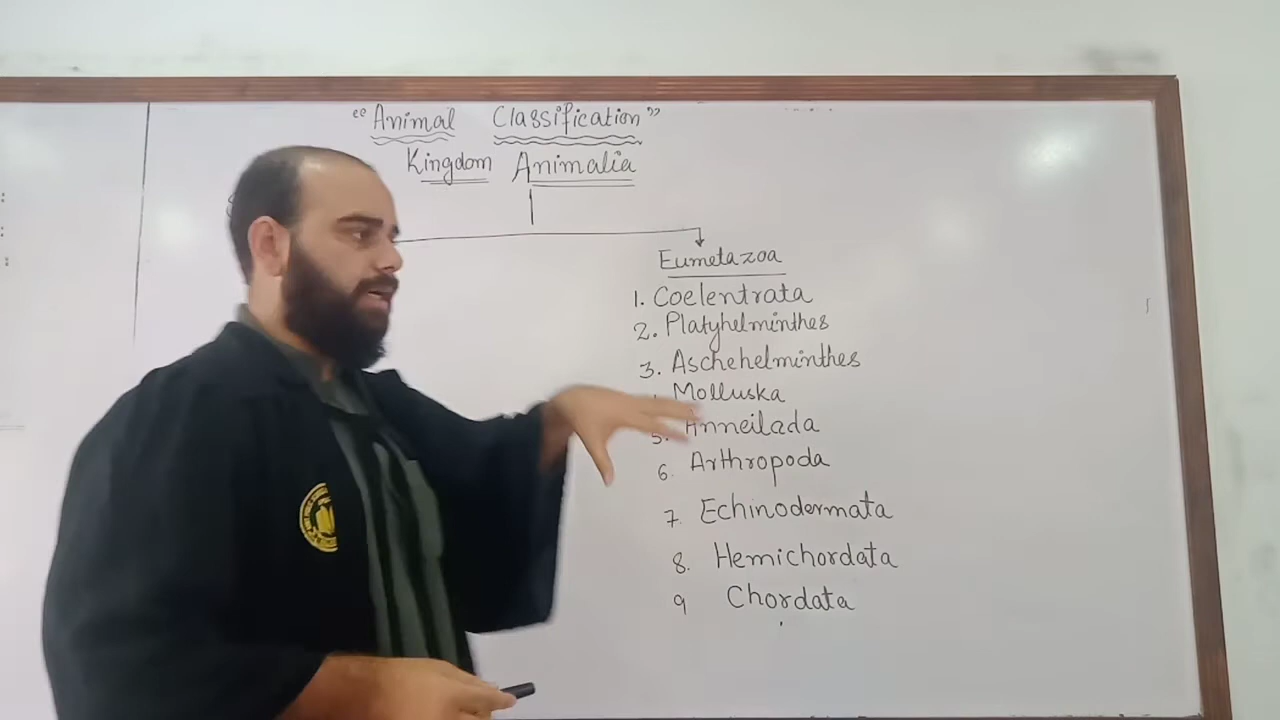 "Animal Classification"
Kingdom Animalia
Eumetazoa
1. Coelentrata
2. Platyhelminthes
3. Aschehelminthes
Molluska
5. Anneilada
6. Arthropoda
7. Echinodermata
8. Hemichordata
9 Chordata